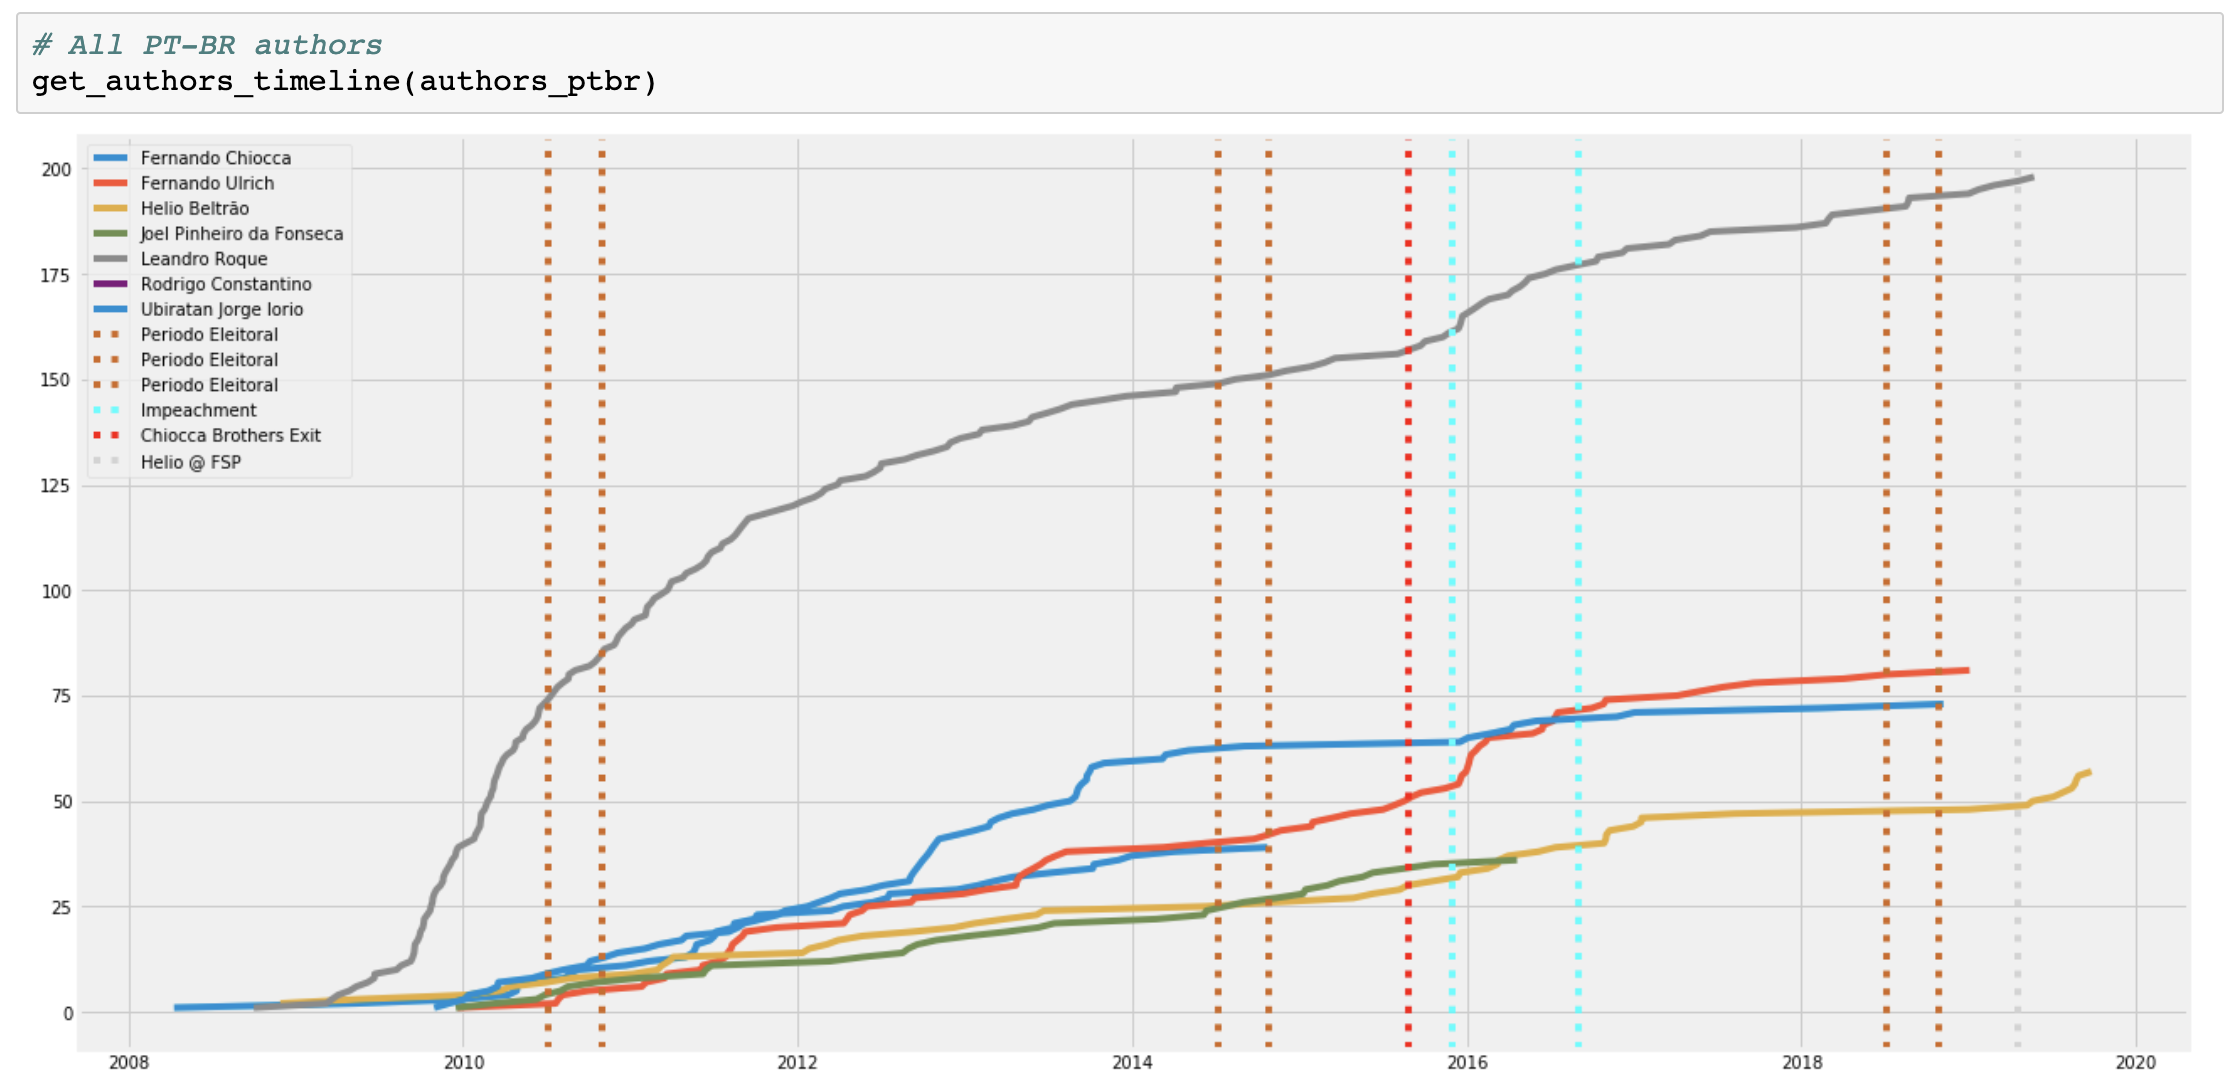 # All PT-BR authors
get_authors_timeline(authors_ptbr)
Fernando Chiocca
Fernando Ulrich
Helio Beltrão
Joel Pinheiro da Fonseca
Leandro Roque
Rodrigo Constantino
Ubiratan Jorge Iorio
Periodo Eleitoral
Periodo Eleitoral
Periodo Eleitoral
Impeachment
Chiocca Brothers Exit
Helio @ FSP
200
175
150
125
100
75
50
25
0
2008 2010 2012 2014 2016 2018 2020